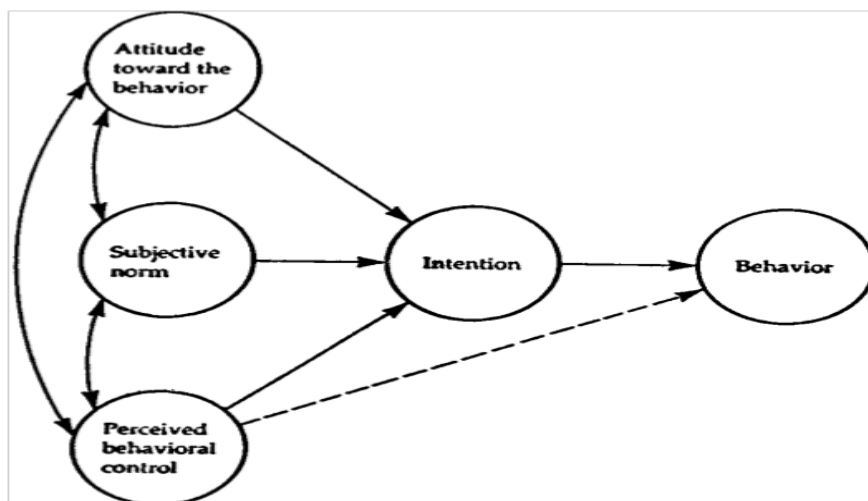 Attitude
toward the
behavior
Subjective
norm
Intention
Behavior
Perceived
behavioral
control